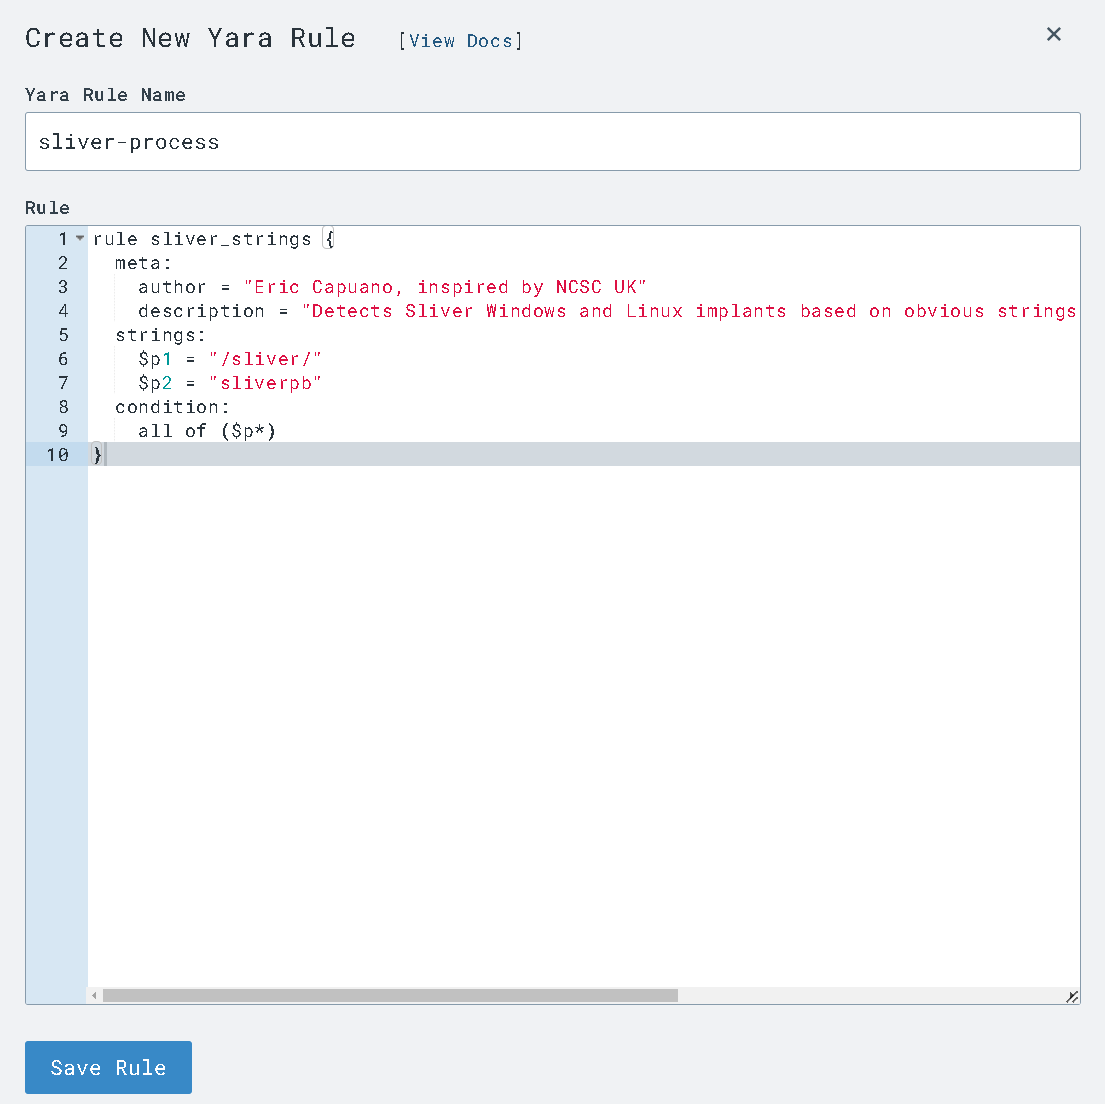 Create New Yara Rule [View Docs] ×
Yara Rule Name
sliver-process
Rule
1 rule sliver_strings {
2 meta:
3 author = "Eric Capuano, inspired by NCSC UK"
4 description = "Detects Sliver Windows and Linux implants based on obvious strings
5 strings:
6 $p1 = "/sliver/"
7 $p2 = "sliverpb"
8 condition:
9 all of ($p*)
10 }
Save Rule